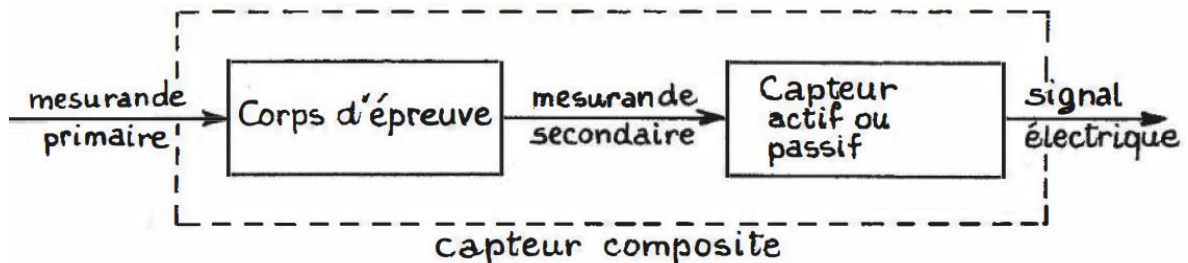 mesurande
primaire
Corps d'épreuve
mesurande
secondaire
Capteur
actif ou
passif
signal
électrique
capteur composite